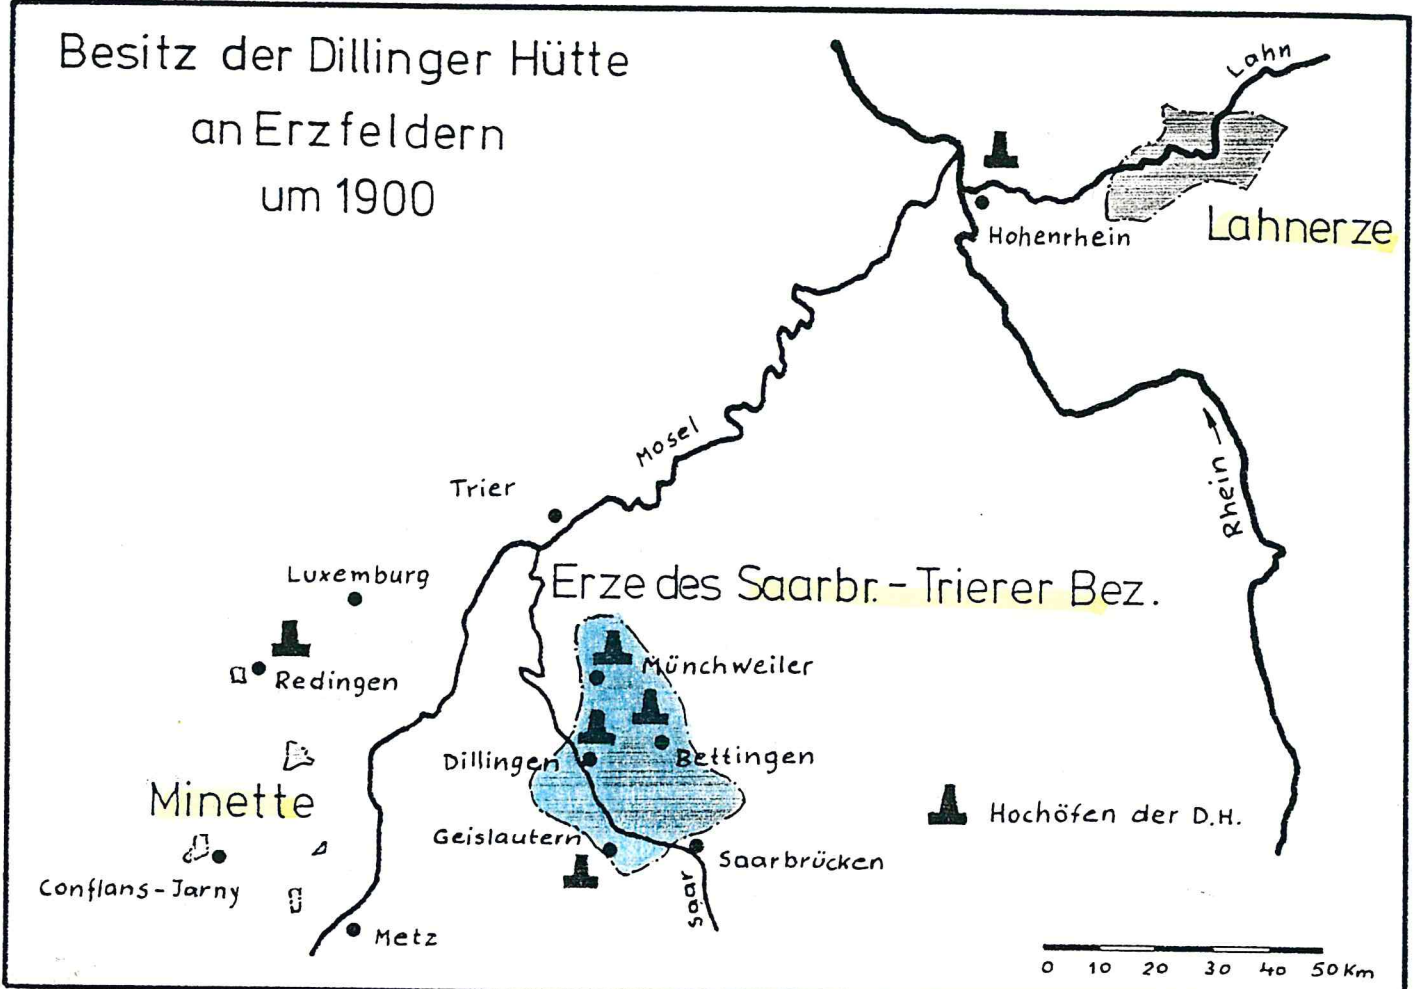 Besitz der Dillinger Hütte
an Erzfeldern
um 1900
Lahn
Lahnerze
Hohenrhein
Mosel
Rhein
Trier
Luxemburg
Erze des Saarbr.-Trierer Bez.
Redingen
Münchweiler
Dillingen
Bettingen
Minette
Geislautern
Saarbrücken
Hochöfen der D.H.
Conflans-Jarny
Saar
Metz
0 10 20 30 40 50 Km